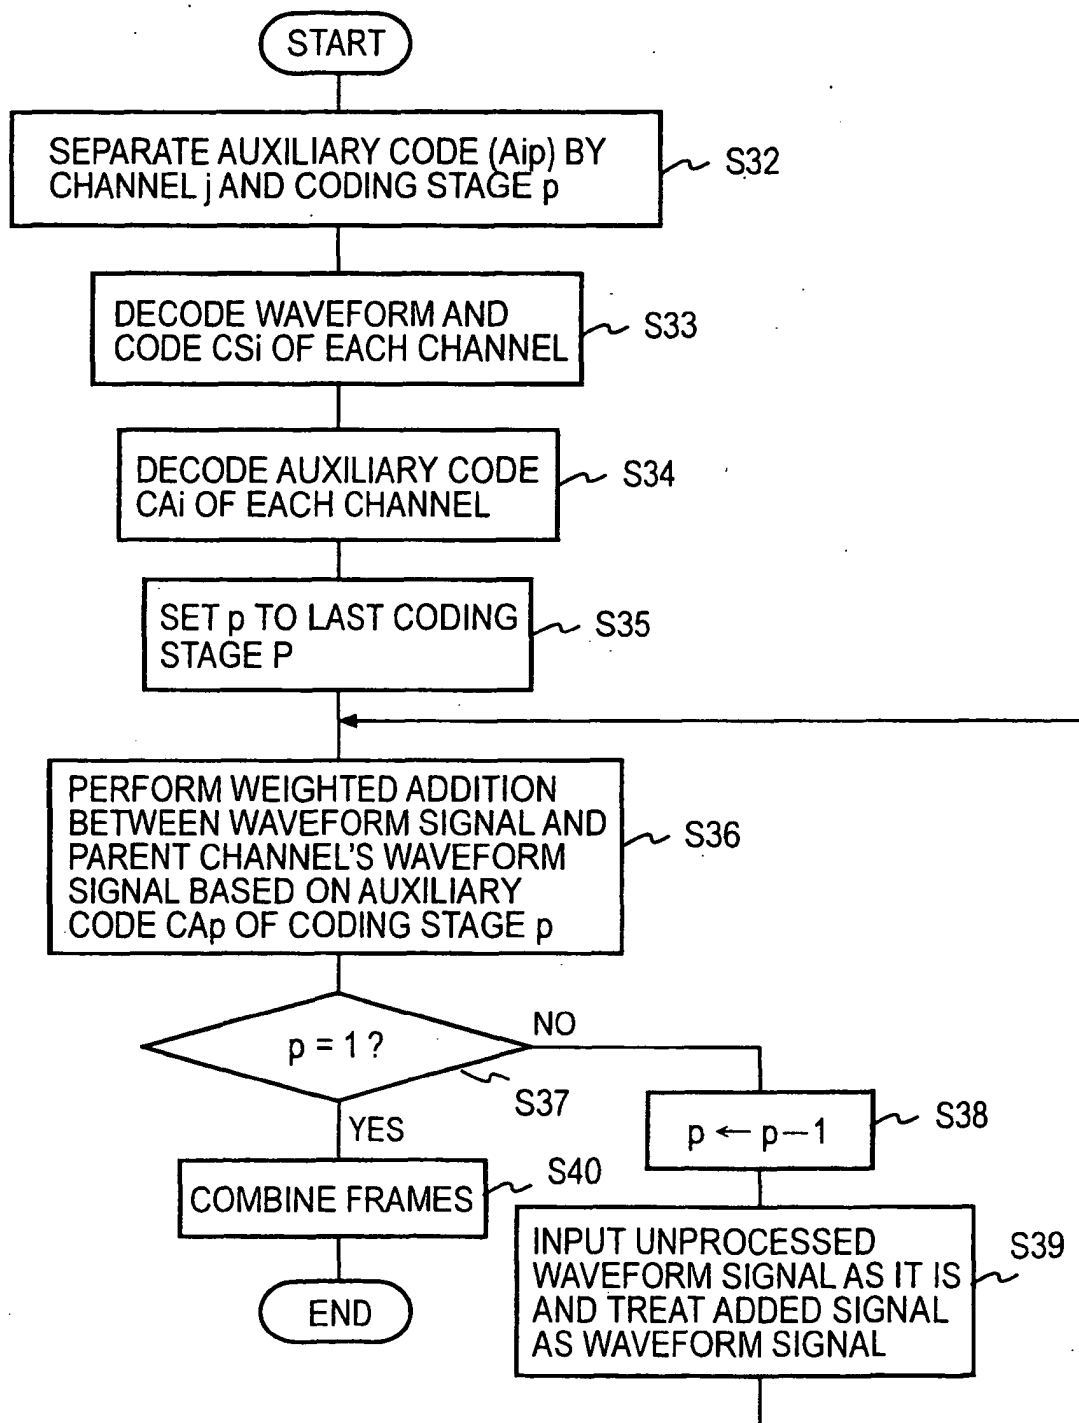 START
SEPARATE AUXILIARY CODE (Aip) BY
CHANNEL j AND CODING STAGE p
S32
DECODE WAVEFORM AND
CODE CSi OF EACH CHANNEL
S33
DECODE AUXILIARY CODE
CAi OF EACH CHANNEL
S34
SET p TO LAST CODING
STAGE P
S35
PERFORM WEIGHTED ADDITION
BETWEEN WAVEFORM SIGNAL AND
PARENT CHANNEL'S WAVEFORM
SIGNAL BASED ON AUXILIARY
CODE CAp OF CODING STAGE p
S36
p = 1 ?
NO
S37
YES
p ← p—1
S38
COMBINE FRAMES
S40
INPUT UNPROCESSED
WAVEFORM SIGNAL AS IT IS
AND TREAT ADDED SIGNAL
AS WAVEFORM SIGNAL
S39
END